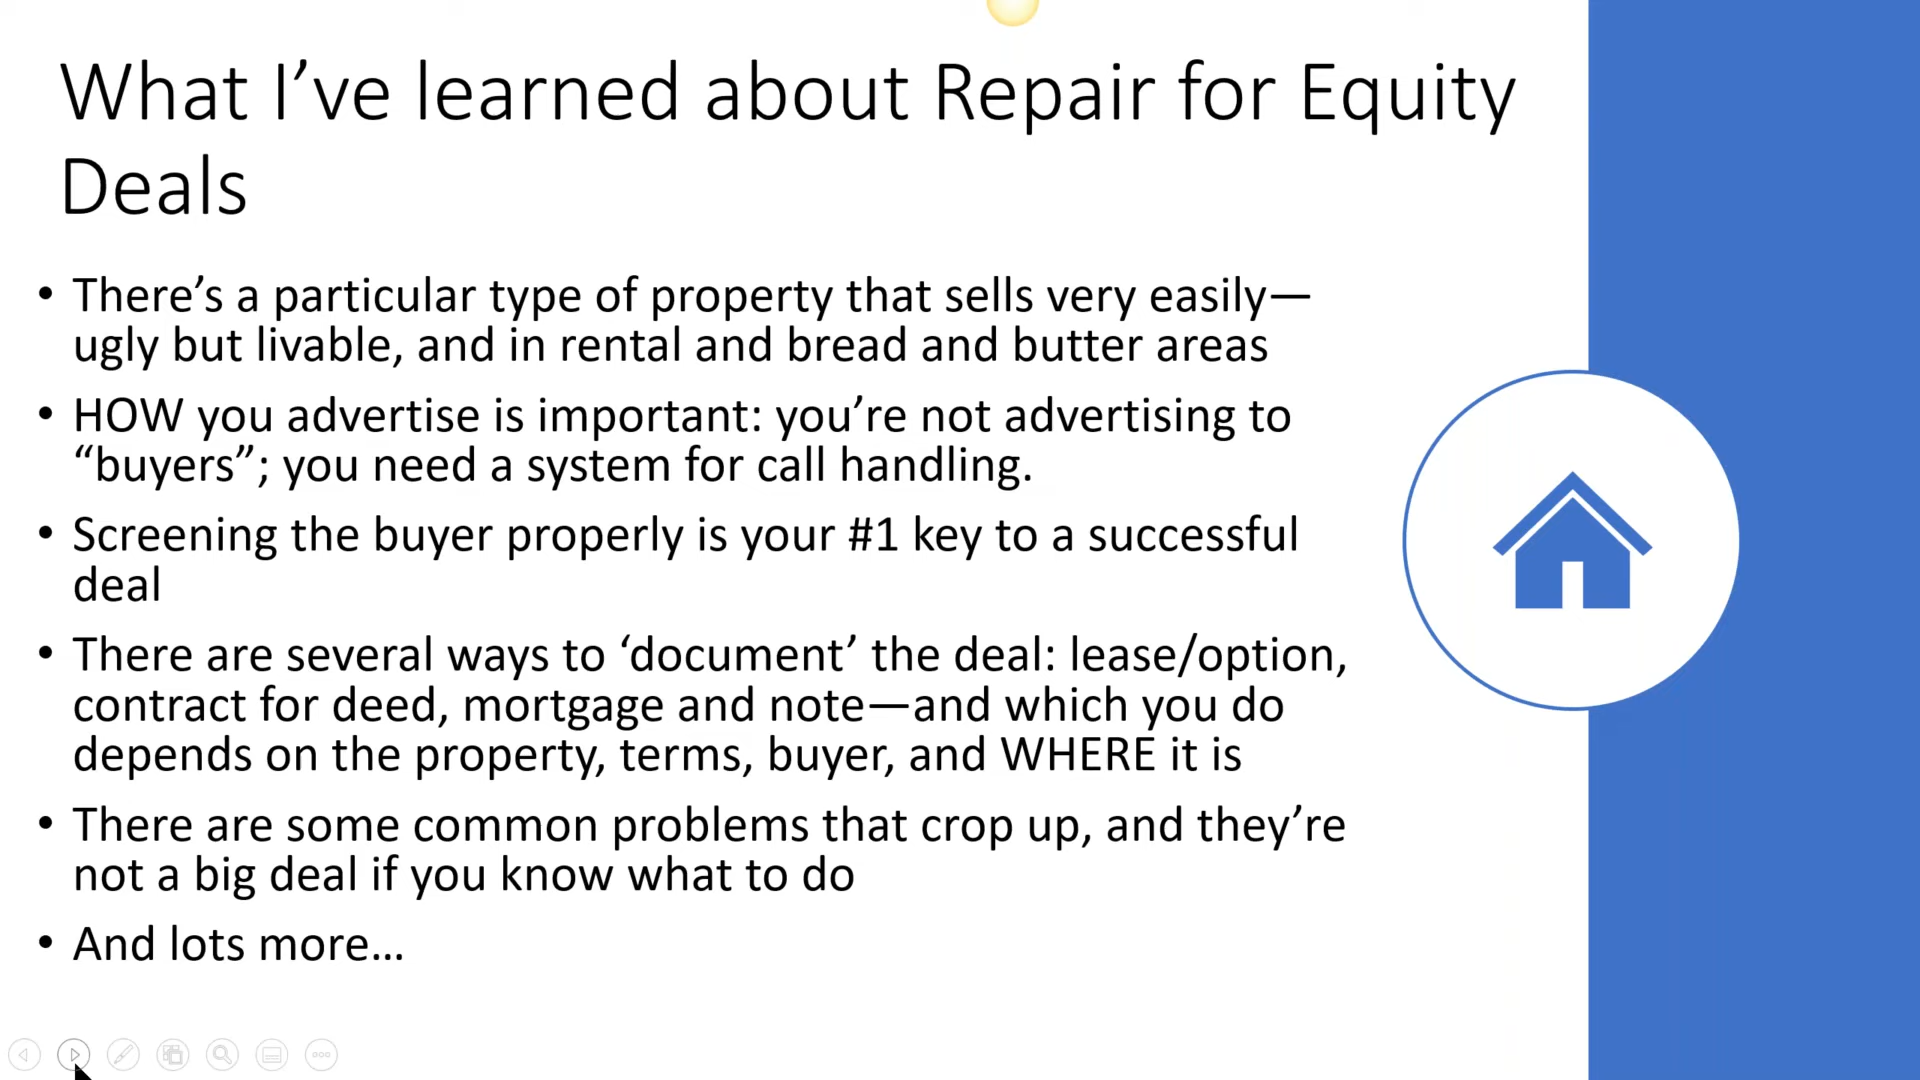 What I’ve learned about Repair for Equity
Deals
• There’s a particular type of property that sells very easily—
ugly but livable, and in rental and bread and butter areas
• HOW you advertise is important: you’re not advertising to
“buyers”; you need a system for call handling.
• Screening the buyer properly is your #1 key to a successful
deal
• There are several ways to ‘document’ the deal: lease/option,
contract for deed, mortgage and note—and which you do
depends on the property, terms, buyer, and WHERE it is
• There are some common problems that crop up, and they’re
not a big deal if you know what to do
• And lots more…